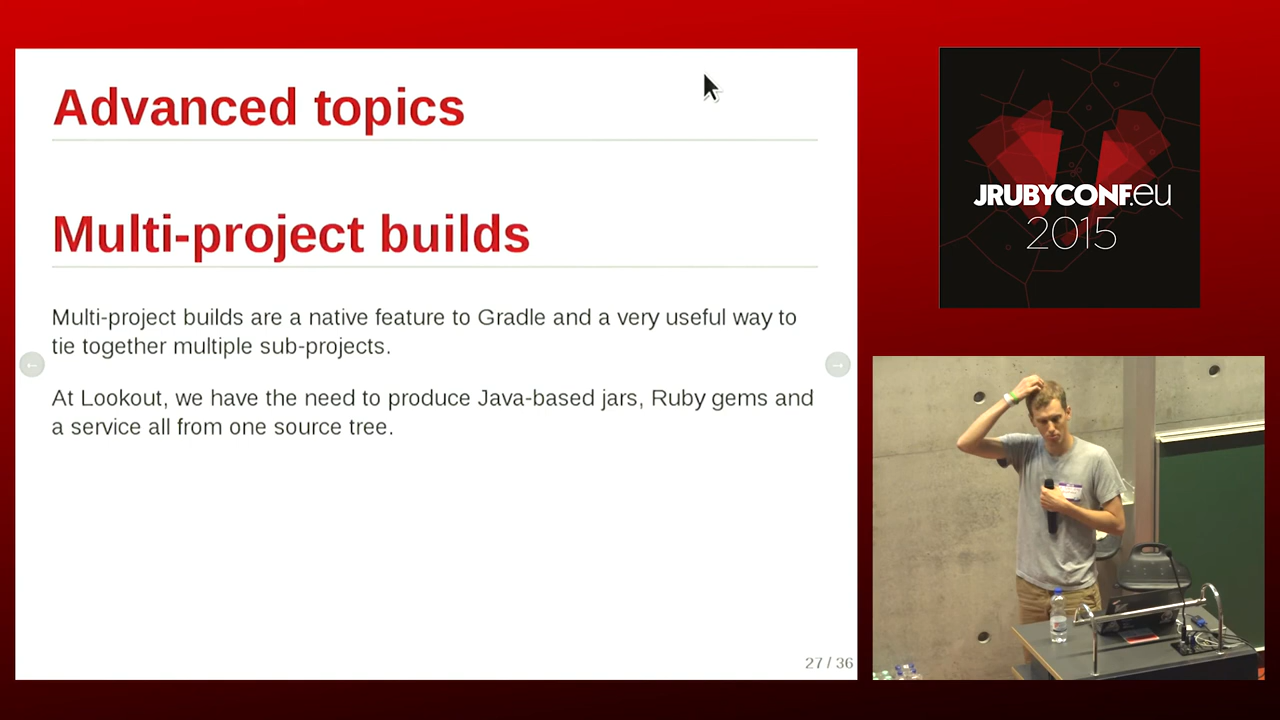 Advanced topics
Multi-project builds
Multi-project builds are a native feature to Gradle and a very useful way to
tie together multiple sub-projects.
At Lookout, we have the need to produce Java-based jars, Ruby gems and
a service all from one source tree.
27 / 36
JRUBYCONF.eu
2015